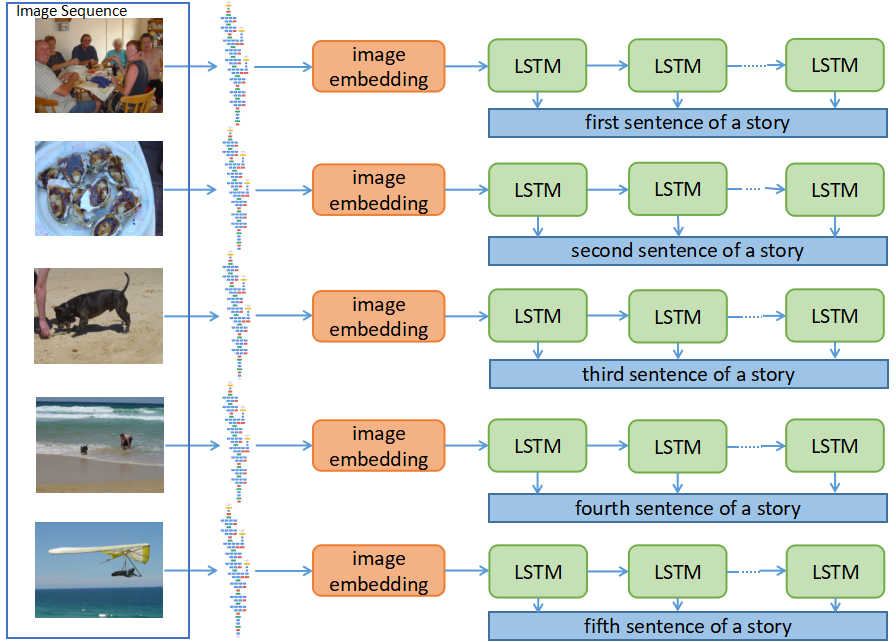 Image Sequence
image
embedding
LSTM
LSTM
LSTM
first sentence of a story
image
embedding
LSTM
LSTM
LSTM
second sentence of a story
image
embedding
LSTM
LSTM
LSTM
third sentence of a story
image
embedding
LSTM
LSTM
LSTM
fourth sentence of a story
image
embedding
LSTM
LSTM
LSTM
fifth sentence of a story